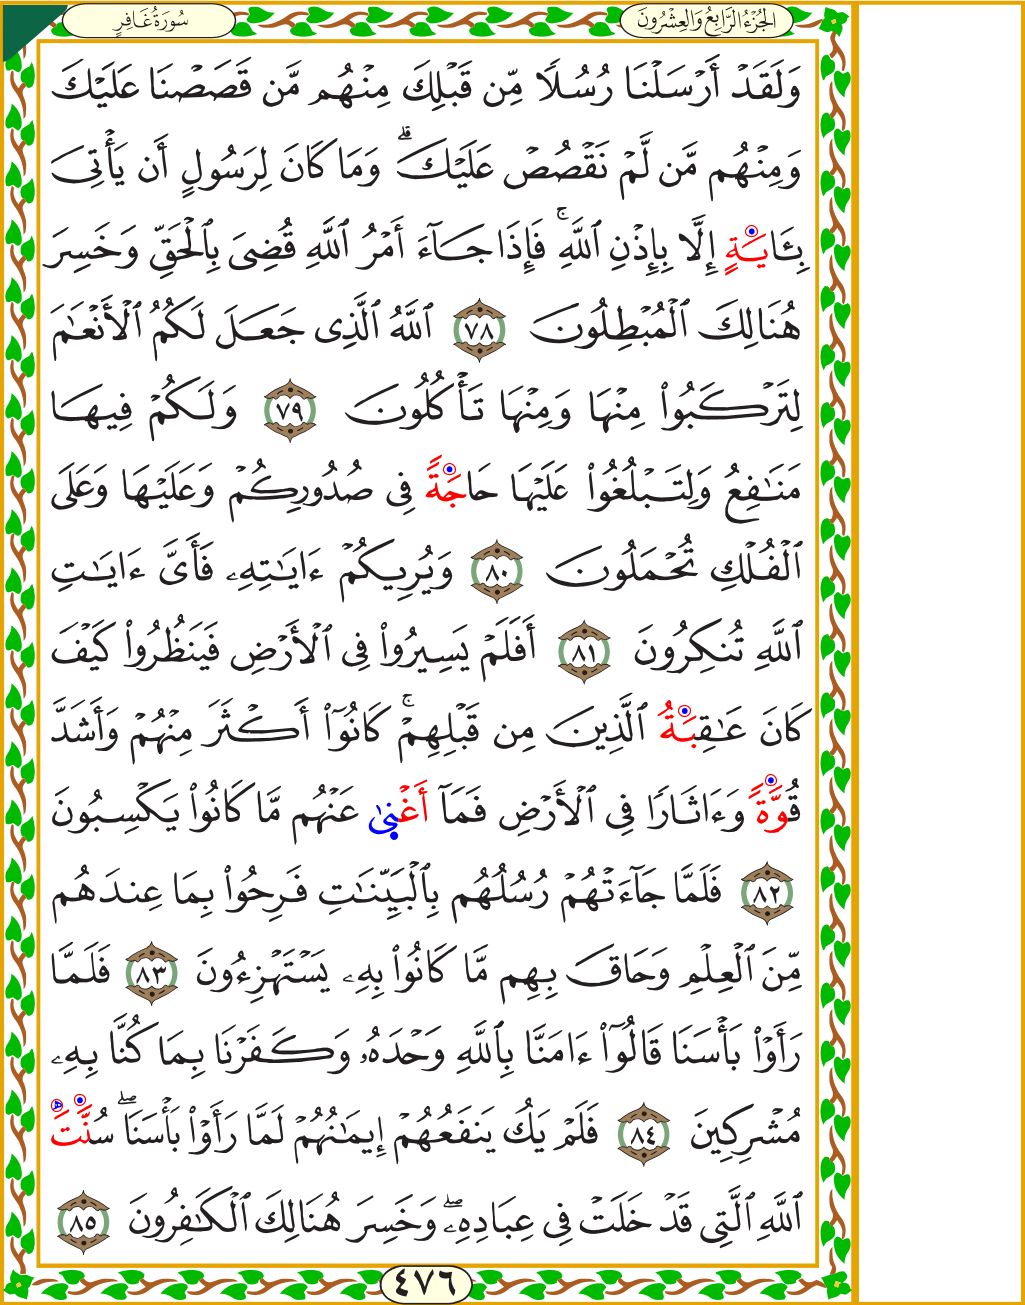 سُورَةُ غَافِرٍ
الجُزْءُ الرَّابِعُ وَالعِشْرُونَ
وَلَقَدْ أَرْسَلْنَا رُسُلًا مِّن قَبْلِكَ مِنْهُم مَّن قَصَصْنَا عَلَيْكَ
وَمِنْهُم مَّن لَّمْ نَقْصُصْ عَلَيْكَ ۗ وَمَا كَانَ لِرَسُولٍ أَن يَأْتِىَ
بِـَٔايَةٍ إِلَّا بِإِذْنِ ٱللَّهِ ۚ فَإِذَا جَآءَ أَمْرُ ٱللَّهِ قُضِىَ بِٱلْحَقِّ وَخَسِرَ
هُنَالِكَ ٱلْمُبْطِلُونَ ٧٨ ٱللَّهُ ٱلَّذِى جَعَلَ لَكُمُ ٱلْأَنْعَٰمَ
لِتَرْكَبُوا۟ مِنْهَا وَمِنْهَا تَأْكُلُونَ ٧٩ وَلَكُمْ فِيهَا
مَنَٰفِعُ وَلِتَبْلُغُوا۟ عَلَيْهَا حَاجَةً فِى صُدُورِكُمْ وَعَلَيْهَا وَعَلَى
ٱلْفُلْكِ تُحْمَلُونَ ٨٠ وَيُرِيكُمْ ءَايَٰتِهِۦ فَأَىَّ ءَايَٰتِ
ٱللَّهِ تُنكِرُونَ ٨١ أَفَلَمْ يَسِيرُوا۟ فِى ٱلْأَرْضِ فَيَنظُرُوا۟ كَيْفَ
كَانَ عَٰقِبَةُ ٱلَّذِينَ مِن قَبْلِهِمْ ۚ كَانُوٓا۟ أَكْثَرَ مِنْهُمْ وَأَشَدَّ
قُوَّةً وَءَاثَارًا فِى ٱلْأَرْضِ فَمَآ أَغْنَىٰ عَنْهُم مَّا كَانُوا۟ يَكْسِبُونَ
٨٢ فَلَمَّا جَآءَتْهُمْ رُسُلُهُم بِٱلْبَيِّنَٰتِ فَرِحُوا۟ بِمَا عِندَهُم
مِّنَ ٱلْعِلْمِ وَحَاقَ بِهِم مَّا كَانُوا۟ بِهِۦ يَسْتَهْزِءُونَ ٨٣ فَلَمَّا
رَأَوْا۟ بَأْسَنَا قَالُوٓا۟ ءَامَنَّا بِٱللَّهِ وَحْدَهُۥ وَكَفَرْنَا بِمَا كُنَّا بِهِۦ
مُشْرِكِينَ ٨٤ فَلَمْ يَكُ يَنفَعُهُمْ إِيمَٰنُهُمْ لَمَّا رَأَوْا۟ بَأْسَنَا ۖ سُنَّتَ
ٱللَّهِ ٱلَّتِى قَدْ خَلَتْ فِى عِبَادِهِۦ ۖ وَخَسِرَ هُنَالِكَ ٱلْكَٰفِرُونَ ٨٥
٤٧٦